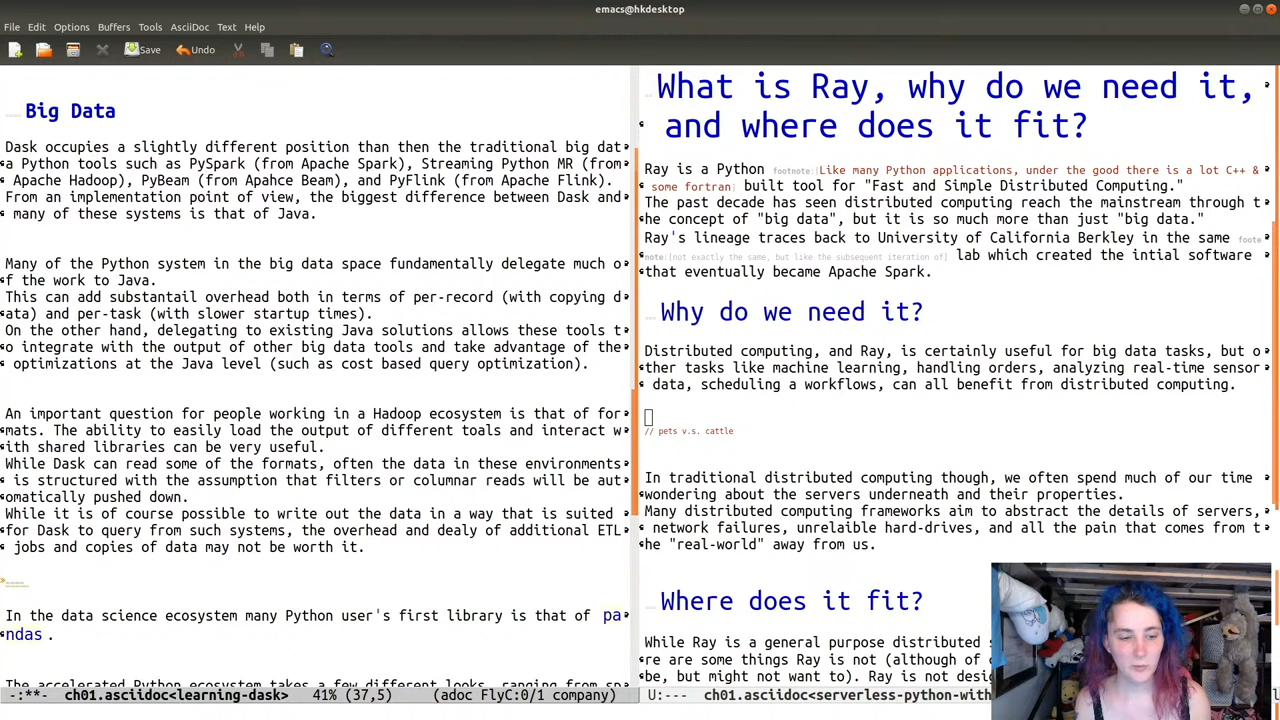 emacs@hkdesktop
File Edit Options Buffers Tools AsciiDoc Text Help
Save Undo
Big Data
Dask occupies a slightly different position than then the traditional big dat
a Python tools such as PySpark (from Apache Spark), Streaming Python MR (from
Apache Hadoop), PyBeam (from Apahce Beam), and PyFlink (from Apache Flink).
From an implementation point of view, the biggest difference between Dask and
many of these systems is that of Java.
Many of the Python system in the big data space fundamentally delegate much o
f the work to Java.
This can add substantail overhead both in terms of per-record (with copying d
ata) and per-task (with slower startup times).
On the other hand, delegating to existing Java solutions allows these tools t
o integrate with the output of other big data tools and take advantage of the
optimizations at the Java level (such as cost based query optimization).
An important question for people working in a Hadoop ecosystem is that of for
mats. The ability to easily load the output of different toals and interact w
ith shared libraries can be very useful.
While Dask can read some of the formats, often the data in these environments
is structured with the assumption that filters or columnar reads will be aut
omatically pushed down.
While it is of course possible to write out the data in a way that is suited
for Dask to query from such systems, the overhead and dealy of additional ETL
jobs and copies of data may not be worth it.
In the data science ecosystem many Python user's first library is that of pa
ndas.
The accelerated Python ecosystem takes a few different looks, ranging from sp
-:**- ch01.asciidoc<learning-dask> 41% (37,5) (adoc FlyC:0/1 company)
What is Ray, why do we need it,
and where does it fit?
Ray is a Python footnote:[Like many Python applications, under the good there is a lot C++ &
some fortran] built tool for "Fast and Simple Distributed Computing."
The past decade has seen distributed computing reach the mainstream through t
he concept of "big data", but it is so much more than just "big data."
Ray's lineage traces back to University of California Berkley in the same foote
note:[not exactly the same, but like the subsequent iteration of] lab which created the intial software
that eventually became Apache Spark.
Why do we need it?
Distributed computing, and Ray, is certainly useful for big data tasks, but o
ther tasks like machine learning, handling orders, analyzing real-time sensor
data, scheduling a workflows, can all benefit from distributed computing.
// pets v.s. cattle
In traditional distributed computing though, we often spend much of our time
wondering about the servers underneath and their properties.
Many distributed computing frameworks aim to abstract the details of servers,
network failures, unrelaible hard-drives, and all the pain that comes from t
he "real-world" away from us.
Where does it fit?
While Ray is a general purpose distributed s
re are some things Ray is not (although of c
be, but might not want to). Ray is not desig
U:--- ch01.asciidoc<serverless-python-with